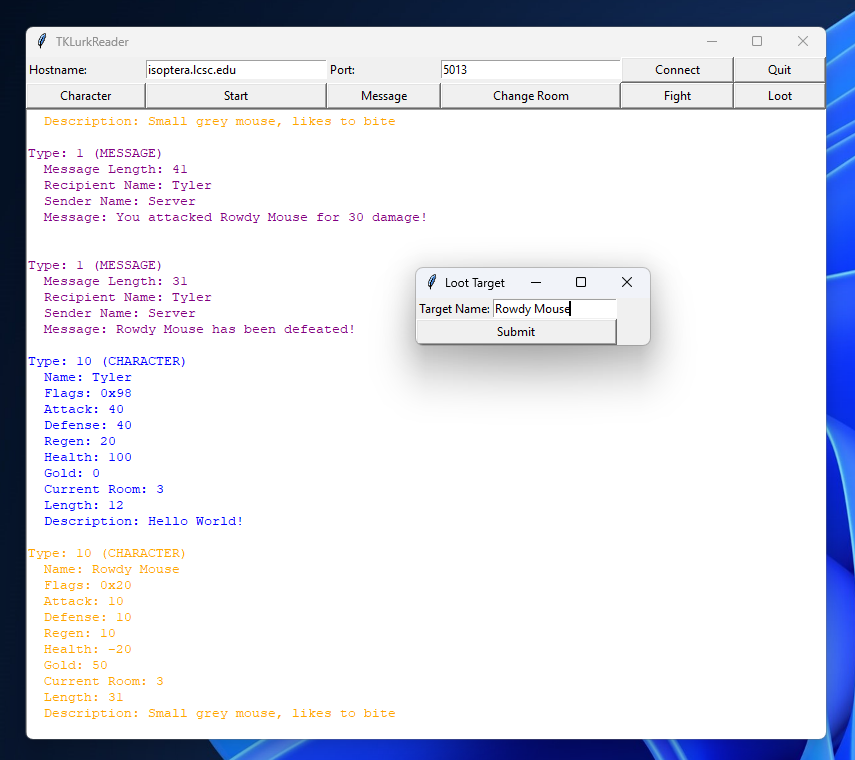 TKLurkReader
Hostname: isoptera.lcsc.edu Port: 5013 Connect Quit
Character Start Message Change Room Fight Loot
Description: Small grey mouse, likes to bite
Type: 1 (MESSAGE)
Message Length: 41
Recipient Name: Tyler
Sender Name: Server
Message: You attacked Rowdy Mouse for 30 damage!
Type: 1 (MESSAGE)
Message Length: 31
Recipient Name: Tyler
Sender Name: Server
Message: Rowdy Mouse has been defeated!
Loot Target
Target Name: Rowdy Mouse
Submit
Type: 10 (CHARACTER)
Name: Tyler
Flags: 0x98
Attack: 40
Defense: 40
Regen: 20
Health: 100
Gold: 0
Current Room: 3
Length: 12
Description: Hello World!
Type: 10 (CHARACTER)
Name: Rowdy Mouse
Flags: 0x20
Attack: 10
Defense: 10
Regen: 10
Health: -20
Gold: 50
Current Room: 3
Length: 31
Description: Small grey mouse, likes to bite